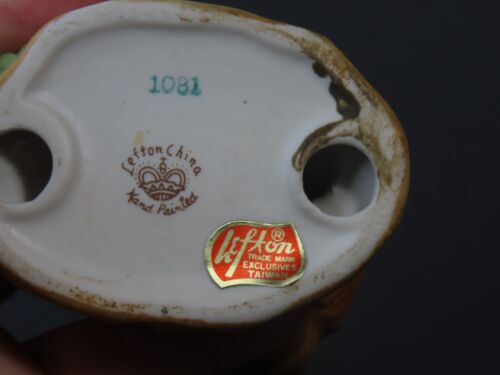 1081
Lefton China
Hand Painted
Lefton®
TRADE MARK
EXCLUSIVES
TAIWAN